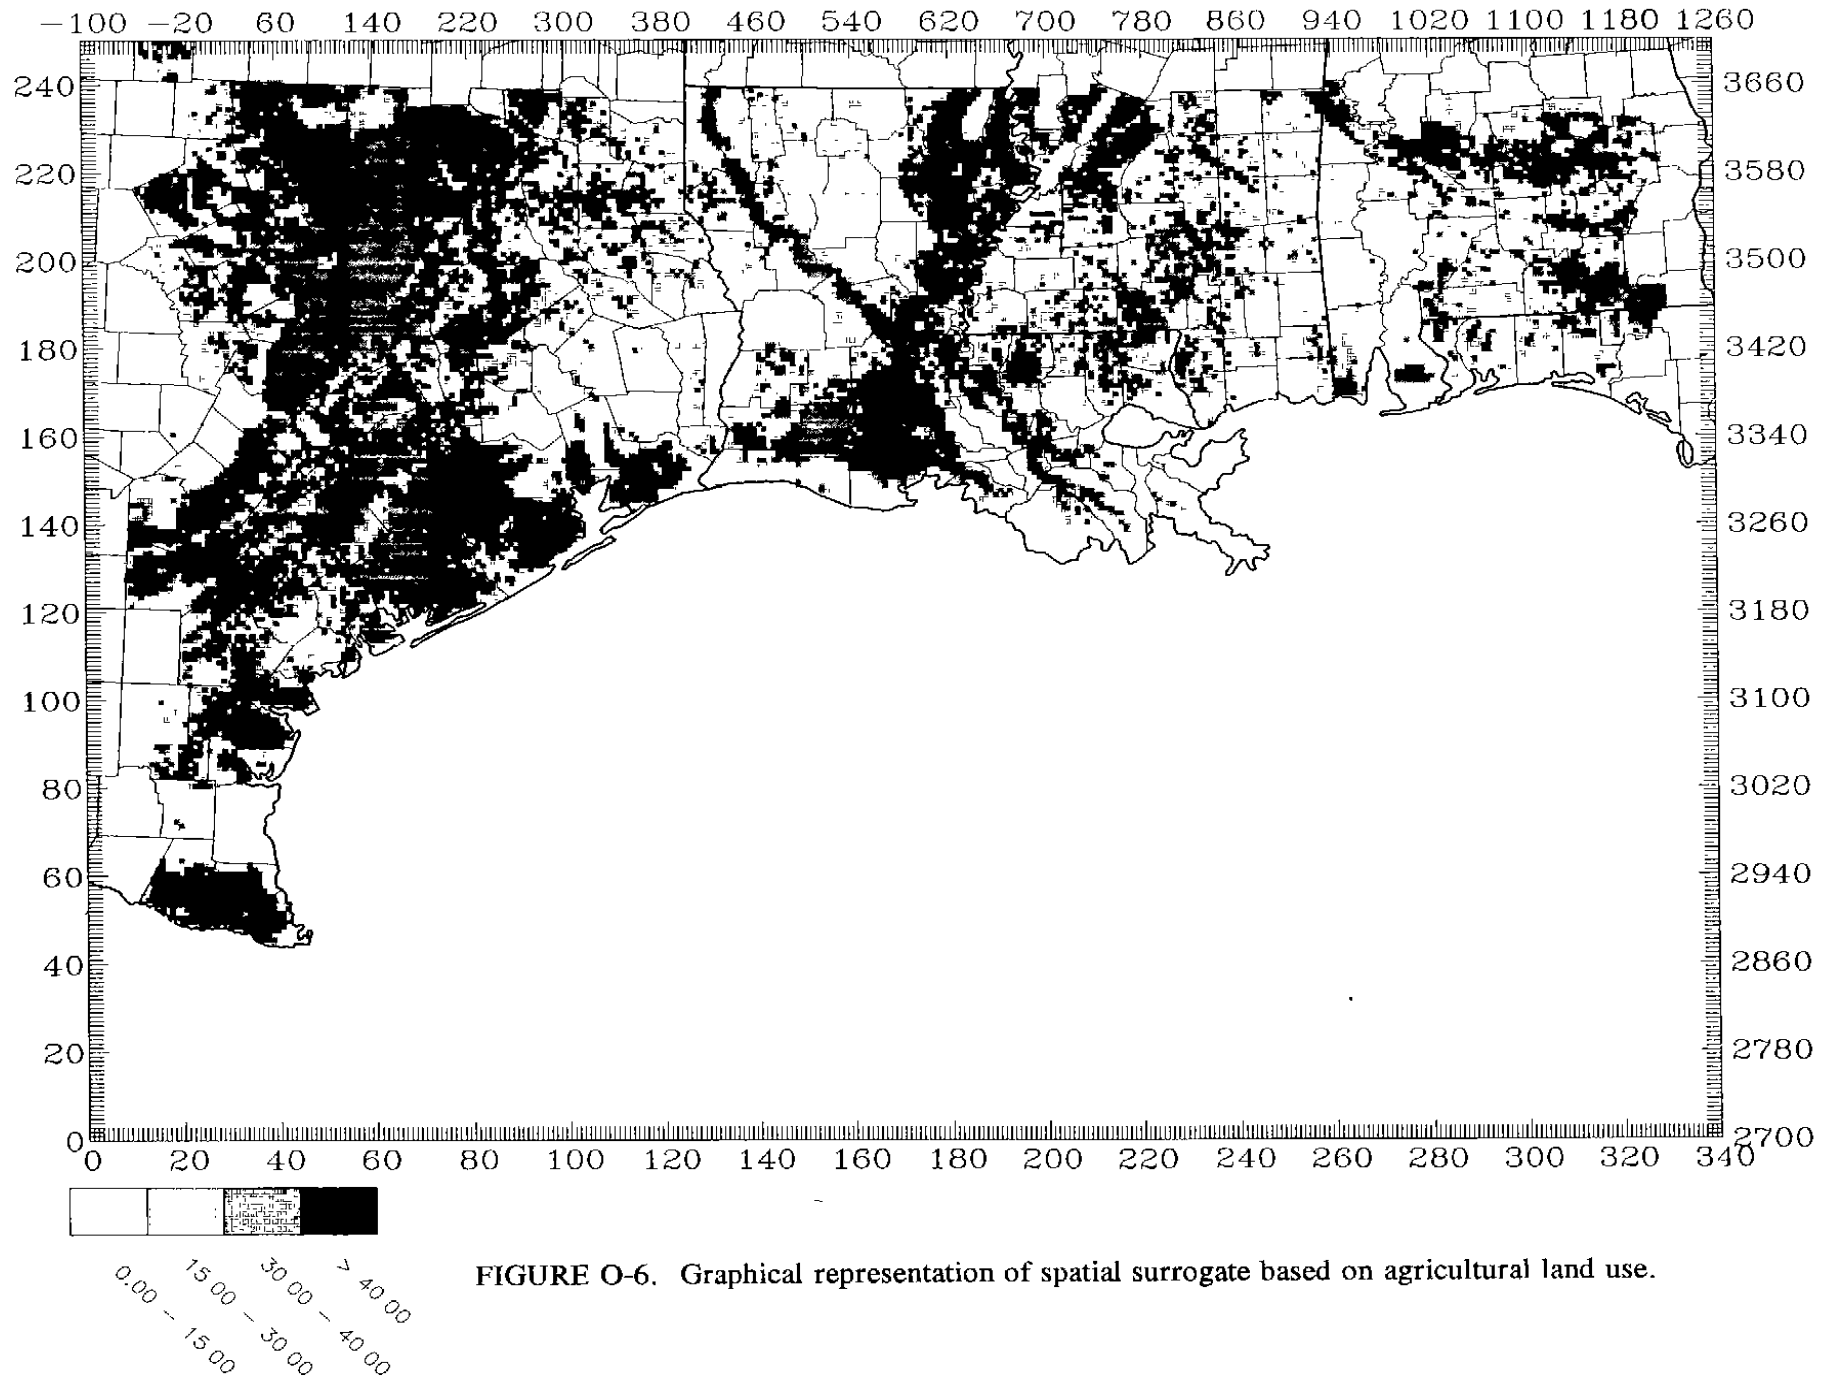 -100 -20 60 140 220 300 380 460 540 620 700 780 860 940 1020 1100 1180 1260
240 3660
220 3580
200 3500
180 3420
160 3340
140 3260
120 3180
100 3100
80 3020
60 2940
40 2860
20 2780
0 2700
0 20 40 60 80 100 120 140 160 180 200 220 240 260 280 300 320 340
0.00 - 15 00
15 00 - 30 00
30 00 - 40 00
> 40 00
FIGURE O-6. Graphical representation of spatial surrogate based on agricultural land use.